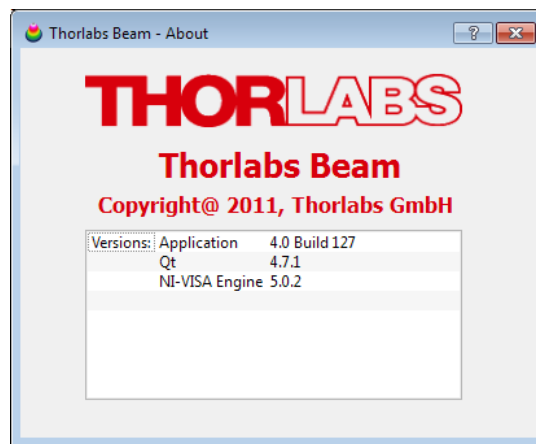 Thorlabs Beam - About
THORLABS
Thorlabs Beam
Copyright@ 2011, Thorlabs GmbH
Versions: Application 4.0 Build 127
Qt 4.7.1
NI-VISA Engine 5.0.2